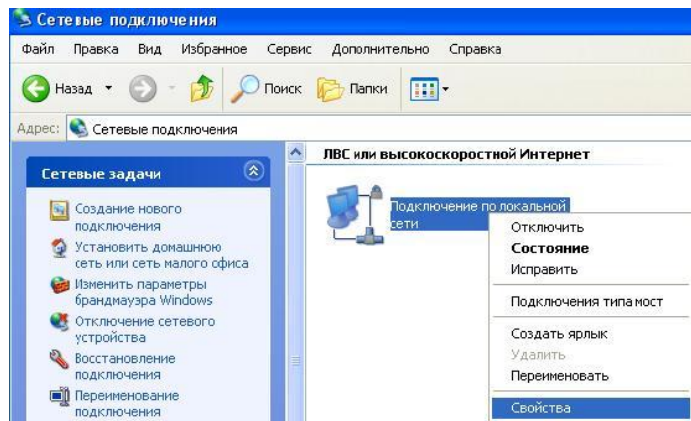 Сетевые подключения
Файл Правка Вид Избранное Сервис Дополнительно Справка
Назад Поиск Папки
Адрес: Сетевые подключения
Сетевые задачи
Создание нового
подключения
Установить домашнюю
сеть или сеть малого офиса
Изменить параметры
брандмауэра Windows
Отключение сетевого
устройства
Восстановление
подключения
Переименование
подключения
ЛВС или высокоскоростной Интернет
Подключение по локальной
сети
Отключить
Состояние
Исправить
Подключения типа мост
Создать ярлык
Удалить
Переименовать
Свойства